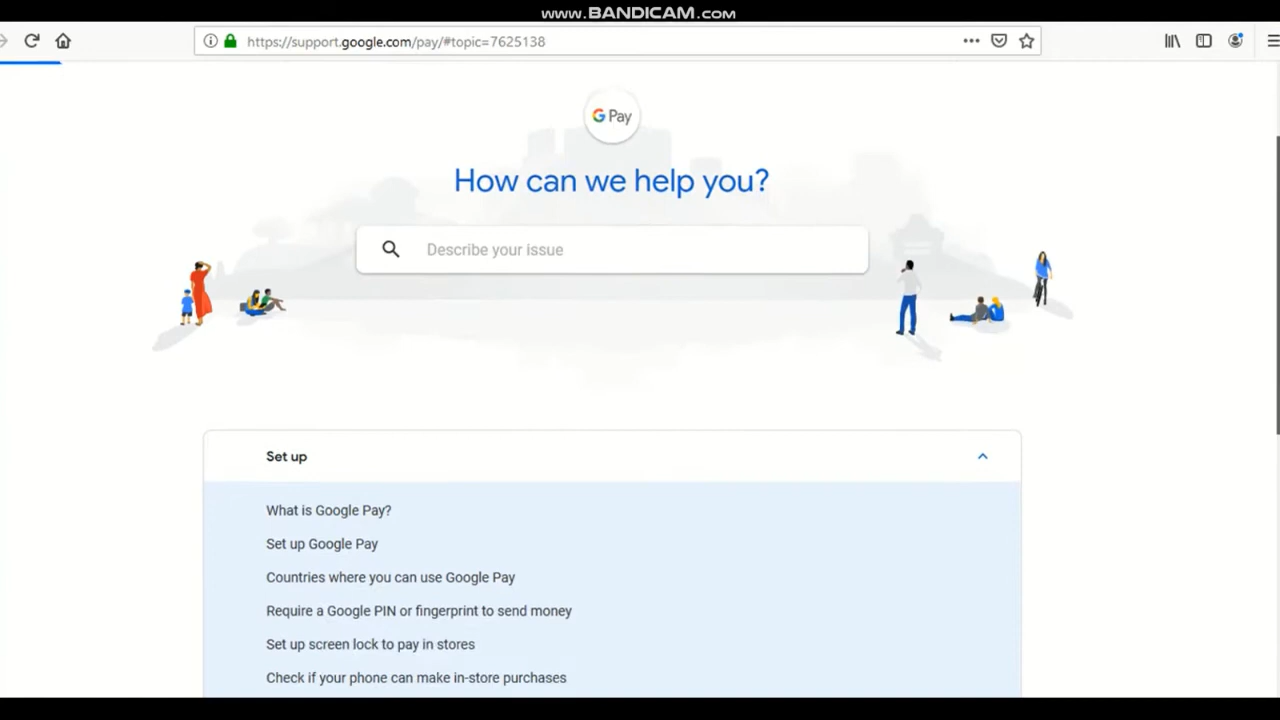 www.BANDICAM.com
https://support.google.com/pay/#topic=7625138
G Pay
How can we help you?
Describe your issue
Set up
What is Google Pay?
Set up Google Pay
Countries where you can use Google Pay
Require a Google PIN or fingerprint to send money
Set up screen lock to pay in stores
Check if your phone can make in-store purchases